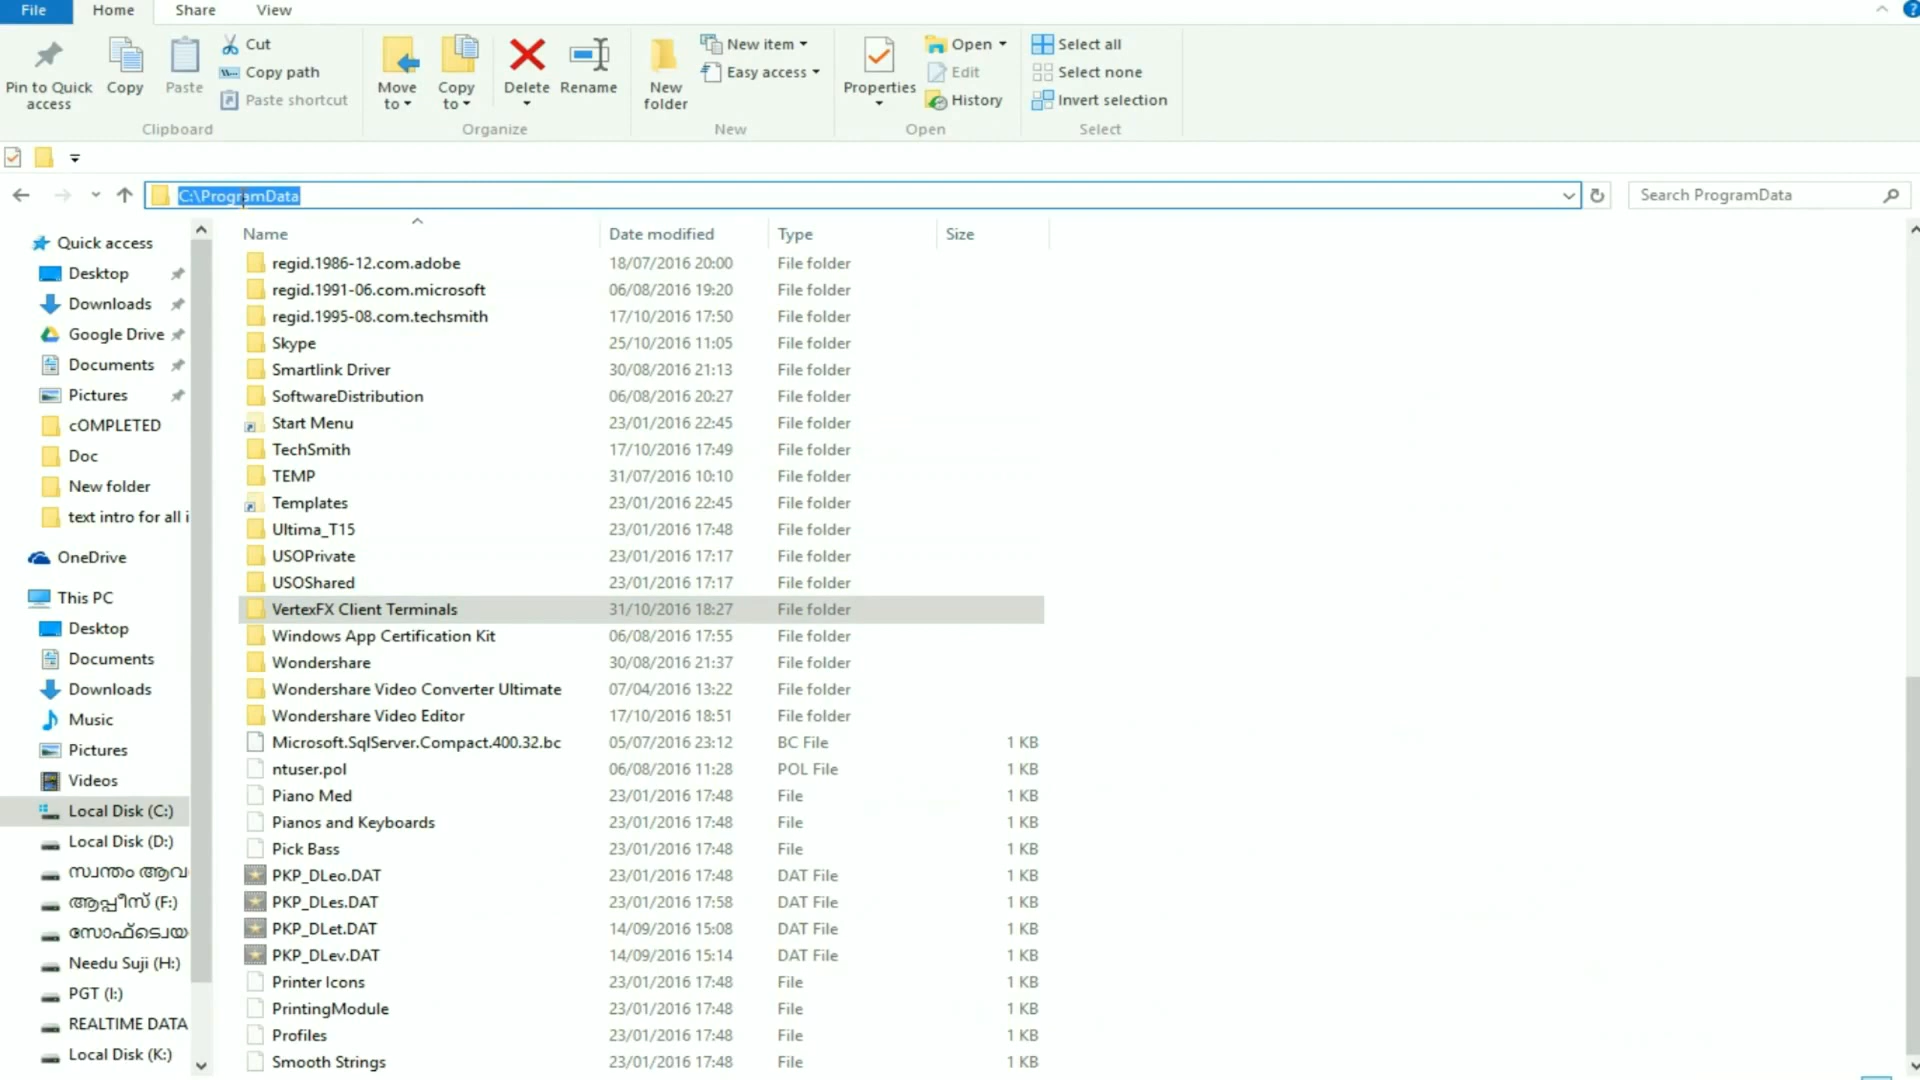 File Home Share View
Cut
Copy path
Paste shortcut
Pin to Quick access
Copy
Paste
Clipboard
Move to
Copy to
Delete
Rename
Organize
New folder
New item
Easy access
New
Properties
Open
Edit
History
Open
Select all
Select none
Invert selection
Select
C:\ProgramData
Search ProgramData
Quick access
Desktop
Downloads
Google Drive
Documents
Pictures
cOMPLETED
Doc
New folder
text intro for all i
OneDrive
This PC
Desktop
Documents
Downloads
Music
Pictures
Videos
Local Disk (C:)
Local Disk (D:)
സ്വന്തം ആവ
ആപ്പീസ് (F:)
സോഫ്ട്വെയ
Needu Suji (H:)
PGT (I:)
REALTIME DATA
Local Disk (K:)
Name Date modified Type Size
regid.1986-12.com.adobe 18/07/2016 20:00 File folder
regid.1991-06.com.microsoft 06/08/2016 19:20 File folder
regid.1995-08.com.techsmith 17/10/2016 17:50 File folder
Skype 25/10/2016 11:05 File folder
Smartlink Driver 30/08/2016 21:13 File folder
SoftwareDistribution 06/08/2016 20:27 File folder
Start Menu 23/01/2016 22:45 File folder
TechSmith 17/10/2016 17:49 File folder
TEMP 31/07/2016 10:10 File folder
Templates 23/01/2016 22:45 File folder
Ultima_T15 23/01/2016 17:48 File folder
USOPrivate 23/01/2016 17:17 File folder
USOShared 23/01/2016 17:17 File folder
VertexFX Client Terminals 31/10/2016 18:27 File folder
Windows App Certification Kit 06/08/2016 17:55 File folder
Wondershare 30/08/2016 21:37 File folder
Wondershare Video Converter Ultimate 07/04/2016 13:22 File folder
Wondershare Video Editor 17/10/2016 18:51 File folder
Microsoft.SqlServer.Compact.400.32.bc 05/07/2016 23:12 BC File 1 KB
ntuser.pol 06/08/2016 11:28 POL File 1 KB
Piano Med 23/01/2016 17:48 File 1 KB
Pianos and Keyboards 23/01/2016 17:48 File 1 KB
Pick Bass 23/01/2016 17:48 File 1 KB
PKP_DLeo.DAT 23/01/2016 17:48 DAT File 1 KB
PKP_DLes.DAT 23/01/2016 17:58 DAT File 1 KB
PKP_DLet.DAT 14/09/2016 15:08 DAT File 1 KB
PKP_DLev.DAT 14/09/2016 15:14 DAT File 1 KB
Printer Icons 23/01/2016 17:48 File 1 KB
PrintingModule 23/01/2016 17:48 File 1 KB
Profiles 23/01/2016 17:48 File 1 KB
Smooth Strings 23/01/2016 17:48 File 1 KB